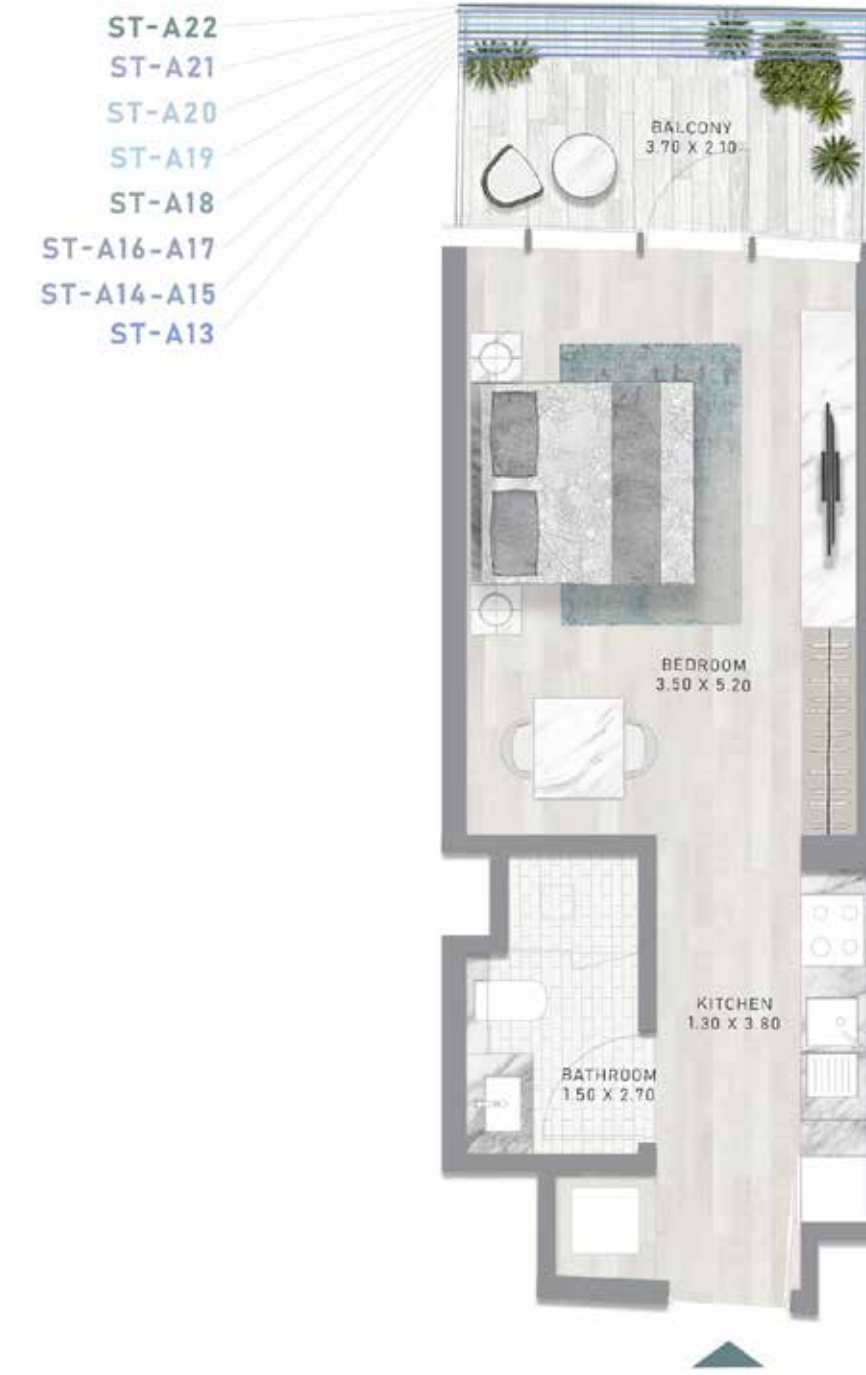 ST-A22
ST-A21
ST-A20
ST-A19
ST-A18
ST-A16-A17
ST-A14-A15
ST-A13
BALCONY
3.70 X 2.10
BEDROOM
3.50 X 5.20
KITCHEN
1.30 X 3.80
BATHROOM
1.50 X 2.70